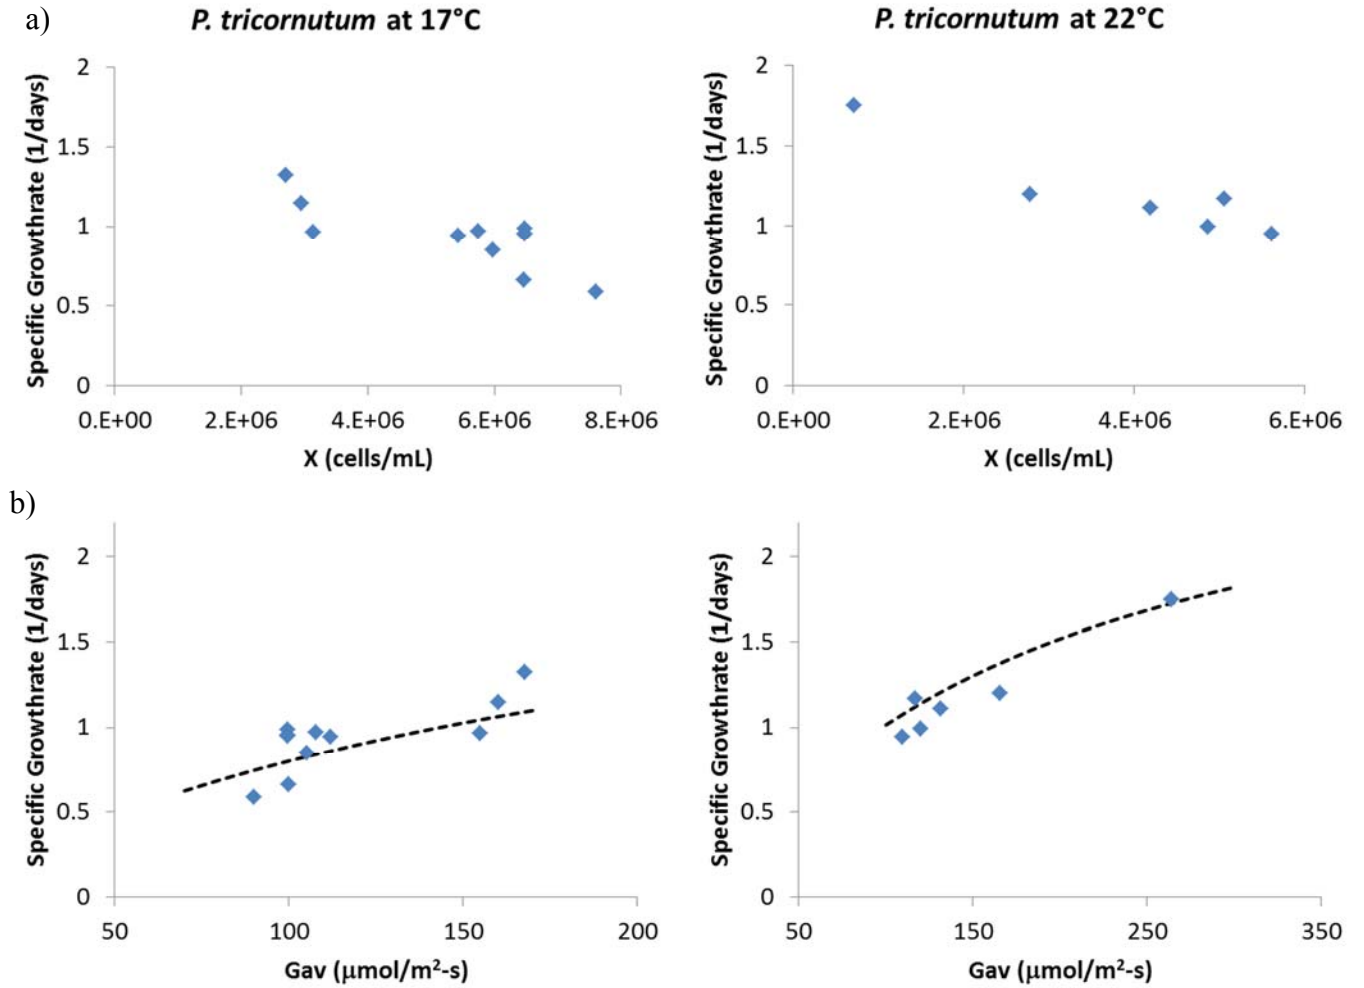 a)
P. tricornutum at 17°C
P. tricornutum at 22°C
Specific Growthrate (1/days)
2
1.5
1
0.5
0
0.E+00 2.E+06 4.E+06 6.E+06 8.E+06
X (cells/mL)
Specific Growthrate (1/days)
2
1.5
1
0.5
0
0.E+00 2.E+06 4.E+06 6.E+06
X (cells/mL)
b)
Specific Growthrate (1/days)
2
1.5
1
0.5
0
50 100 150 200
Gav (μmol/m²-s)
Specific Growthrate (1/days)
2
1.5
1
0.5
0
50 150 250 350
Gav (μmol/m²-s)